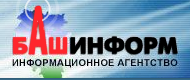 БАШИНФОРМ
ИНФОРМАЦИОННОЕ АГЕНТСТВО